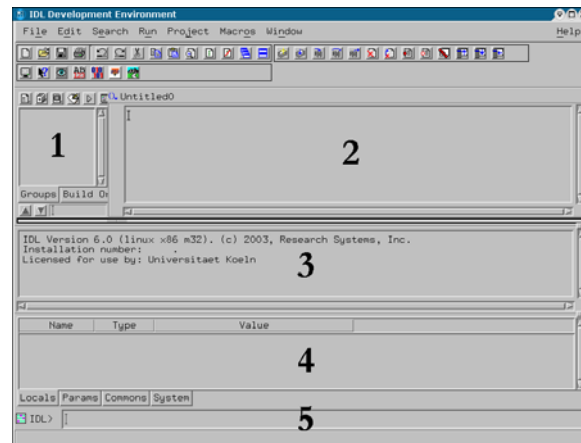 IDL Development Environment
File Edit Search Run Project Macros Window Help
Untitled0
1
2
Groups Build Or
IDL Version 6.0 (linux x86 m32). (c) 2003, Research Systems, Inc.
Installation number: .
Licensed for use by: Universitaet Koeln
3
Name Type Value
4
Locals Params Commons System
5
IDL>